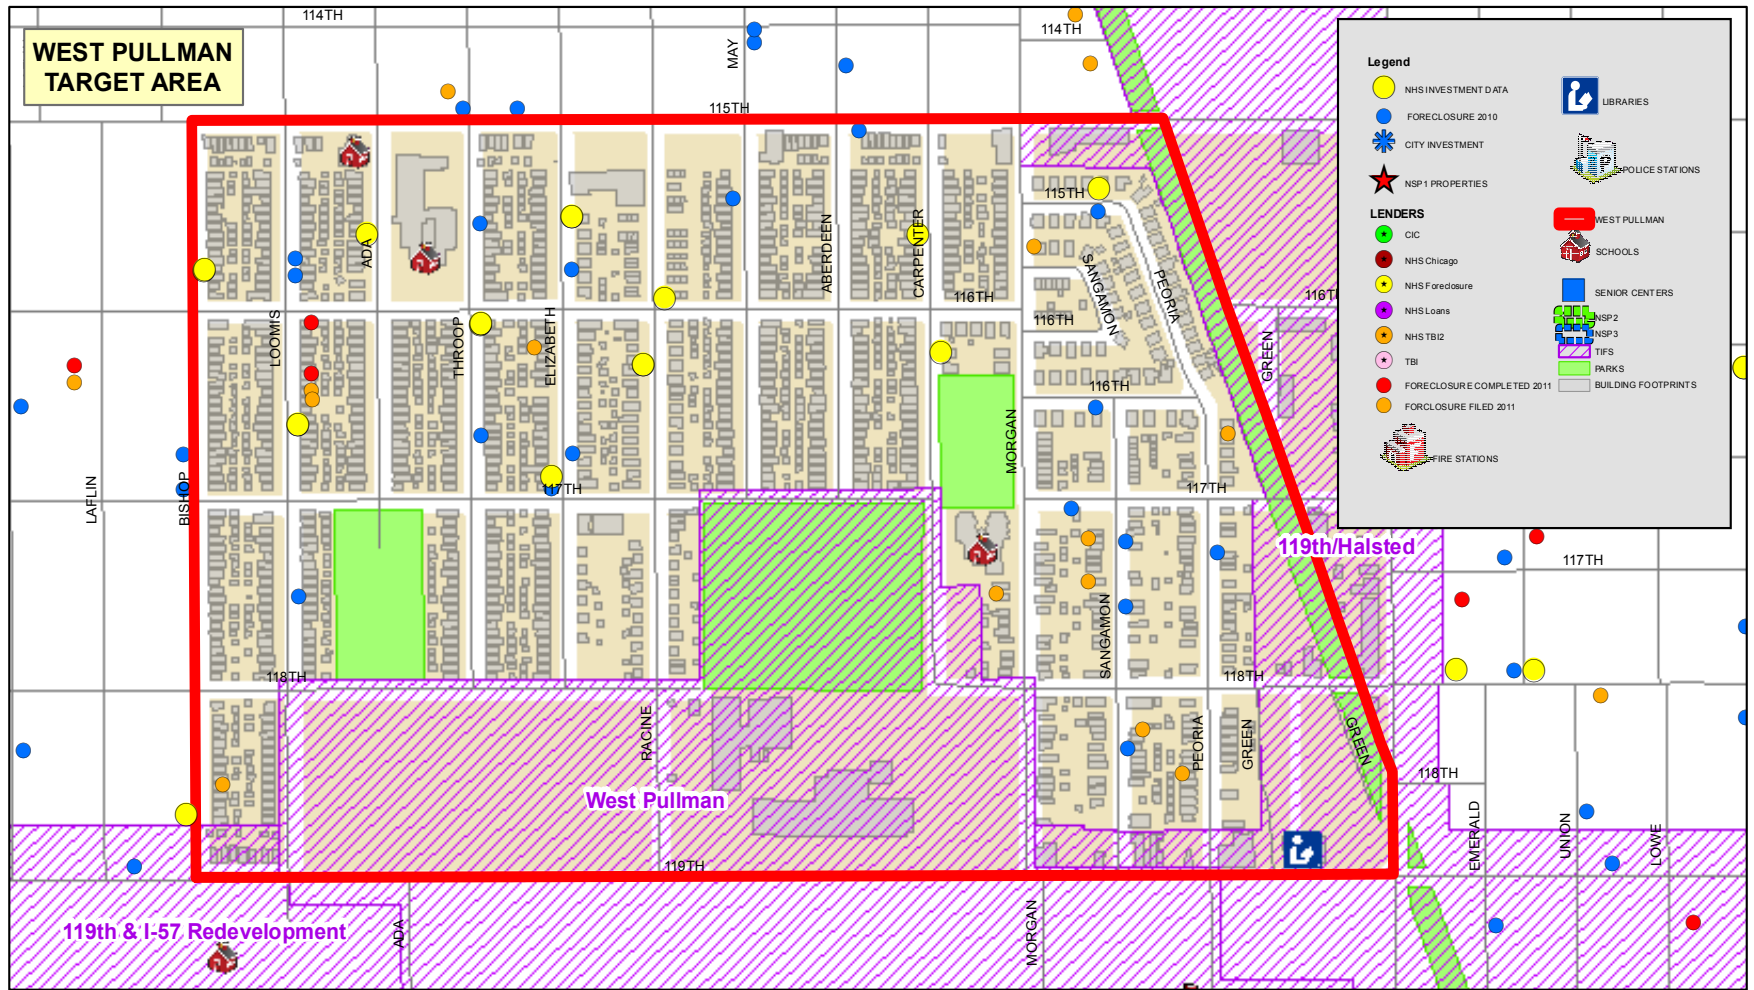 WEST PULLMAN
TARGET AREA
114TH
114TH
MAY
115TH
115TH
ADA
ABERDEEN
CARPENTER
SANGAMON
PEORIA
116TH
116TH
116TH
116TH
LOOMIS
THROOP
ELIZABETH
GREEN
MORGAN
LAFLIN
BISHOP
117TH
117TH
117TH
119th/Halsted
SANGAMON
118TH
118TH
118TH
RACINE
PEORIA
GREEN
GREEN
West Pullman
EMERALD
UNION
LOWE
119TH
119th & I-57 Redevelopment
ADA
MORGAN
Legend
NHS INVESTMENT DATA
FORECLOSURE 2010
CITY INVESTMENT
NSP1 PROPERTIES
LENDERS
CIC
NHS Chicago
NHS Foreclosure
NHS Loans
NHS TBI2
TBI
FORECLOSURE COMPLETED 2011
FORCLOSURE FILED 2011
FIRE STATIONS
LIBRARIES
POLICE STATIONS
WEST PULLMAN
SCHOOLS
SENIOR CENTERS
NSP2
NSP3
TIFS
PARKS
BUILDING FOOTPRINTS